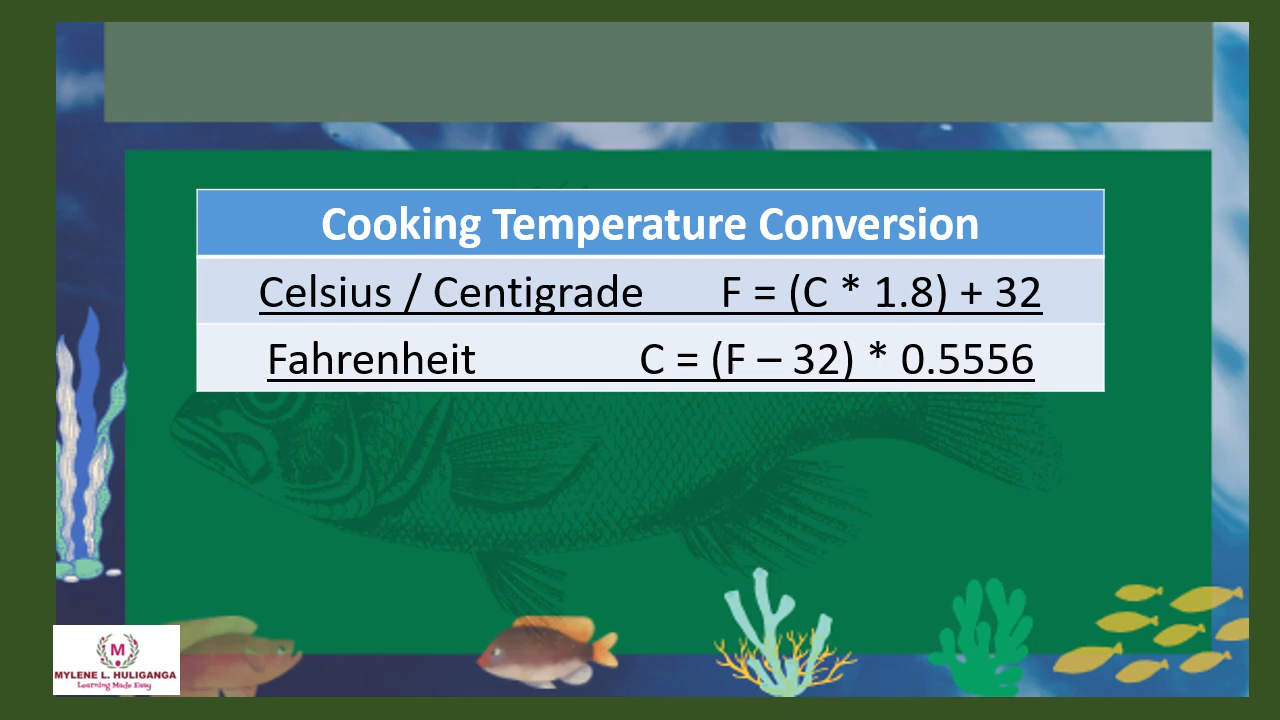 Cooking Temperature Conversion
Celsius / Centigrade F = (C * 1.8) + 32
Fahrenheit C = (F – 32) * 0.5556
M
MYLENE L. HULIGANGA
Learning Made Easy